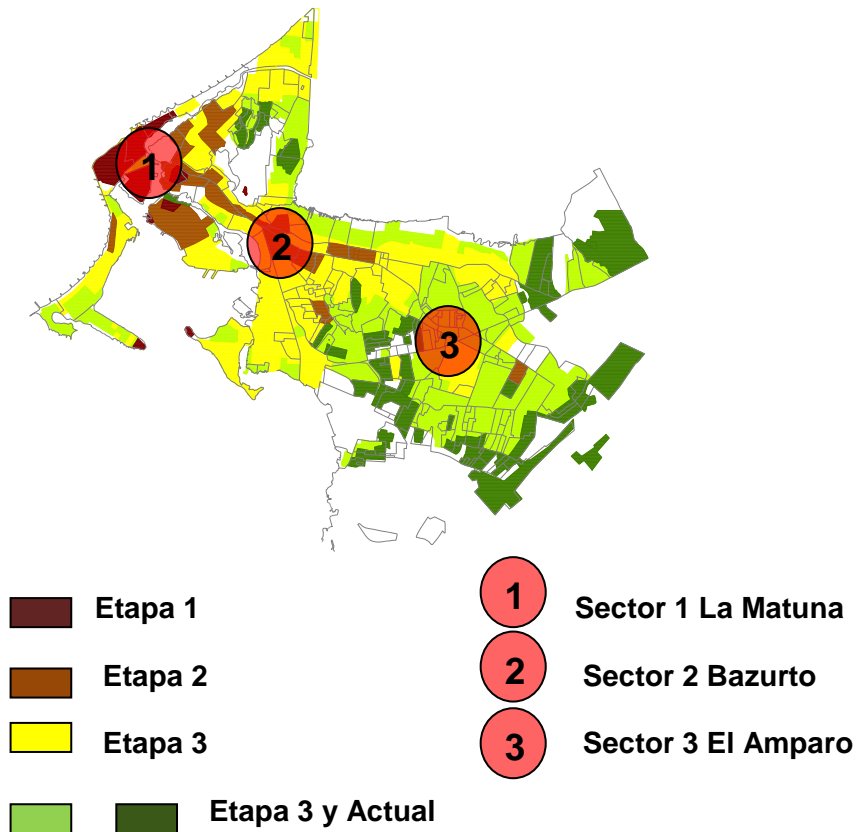 1
2
3
Etapa 1
Etapa 2
Etapa 3
Etapa 3 y Actual
1 Sector 1 La Matuna
2 Sector 2 Bazurto
3 Sector 3 El Amparo